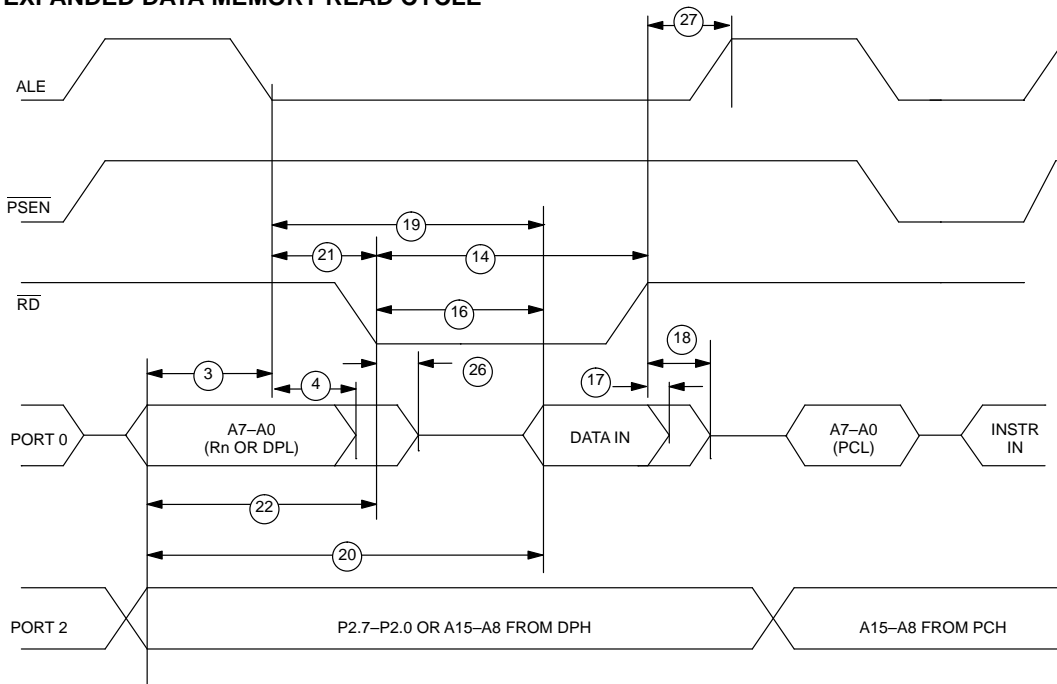 EXPANDED DATA MEMORY READ CYCLE
27
ALE
PSEN
19
21
14
RD
16
18
3
4
26
17
PORT 0
A7–A0
(Rn OR DPL)
DATA IN
A7–A0
(PCL)
INSTR
IN
22
20
PORT 2
P2.7–P2.0 OR A15–A8 FROM DPH
A15–A8 FROM PCH